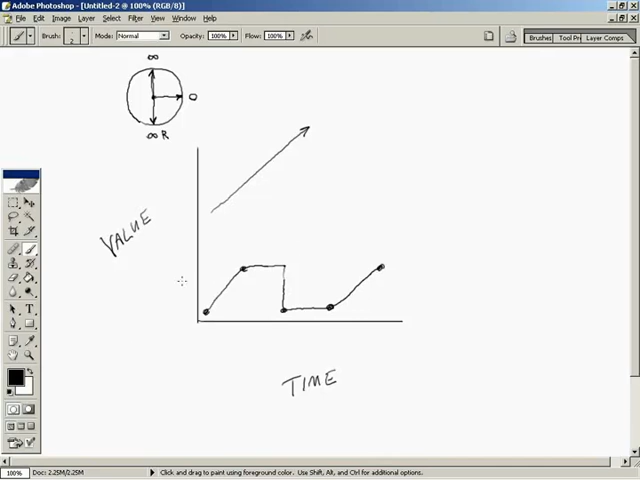 Adobe Photoshop - [Untitled-2 @ 100% (RGB/8)]
File Edit Image Layer Select Filter View Window Help
Brush: 2 Mode: Normal Opacity: 100% Flow: 100% Brushes Tool Pr Layer Comps
∞
O
∞ R
VALUE
TIME
100% Doc: 2.25M/2.25M Click and drag to paint using foreground color. Use Shift, Alt, and Ctrl for additional options.